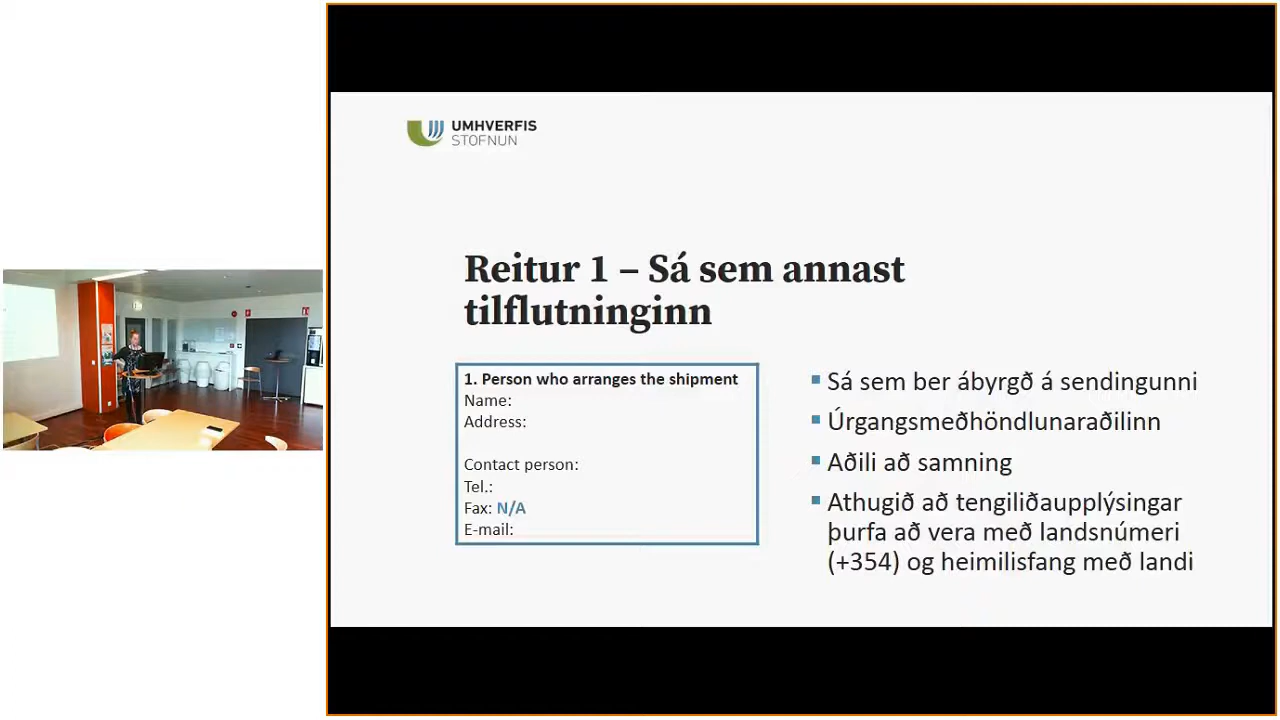 UMHVERFIS
STOFNUN
Reitur 1 – Sá sem annast
tilflutninginn
1. Person who arranges the shipment
Name:
Address:
Contact person:
Tel.:
Fax: N/A
E-mail:
▪ Sá sem ber ábyrgð á sendingunni
▪ Úrgangsmeðhöndlunaraðilinn
▪ Aðili að samning
▪ Athugið að tengiliðaupplýsingar
þurfa að vera með landsnúmeri
(+354) og heimilisfang með landi